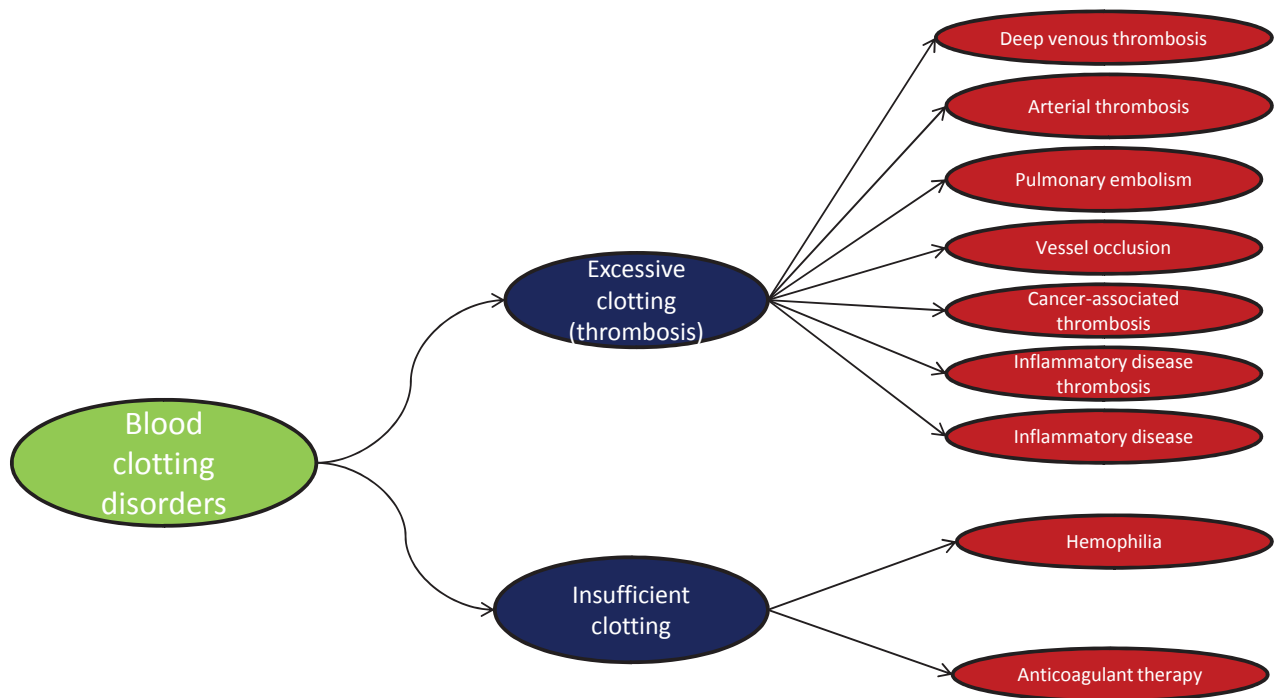 Deep venous thrombosis
Arterial thrombosis
Pulmonary embolism
Vessel occlusion
Excessive
clotting
(thrombosis)
Cancer-associated
thrombosis
Inflammatory disease
thrombosis
Inflammatory disease
Blood
clotting
disorders
Hemophilia
Insufficient
clotting
Anticoagulant therapy